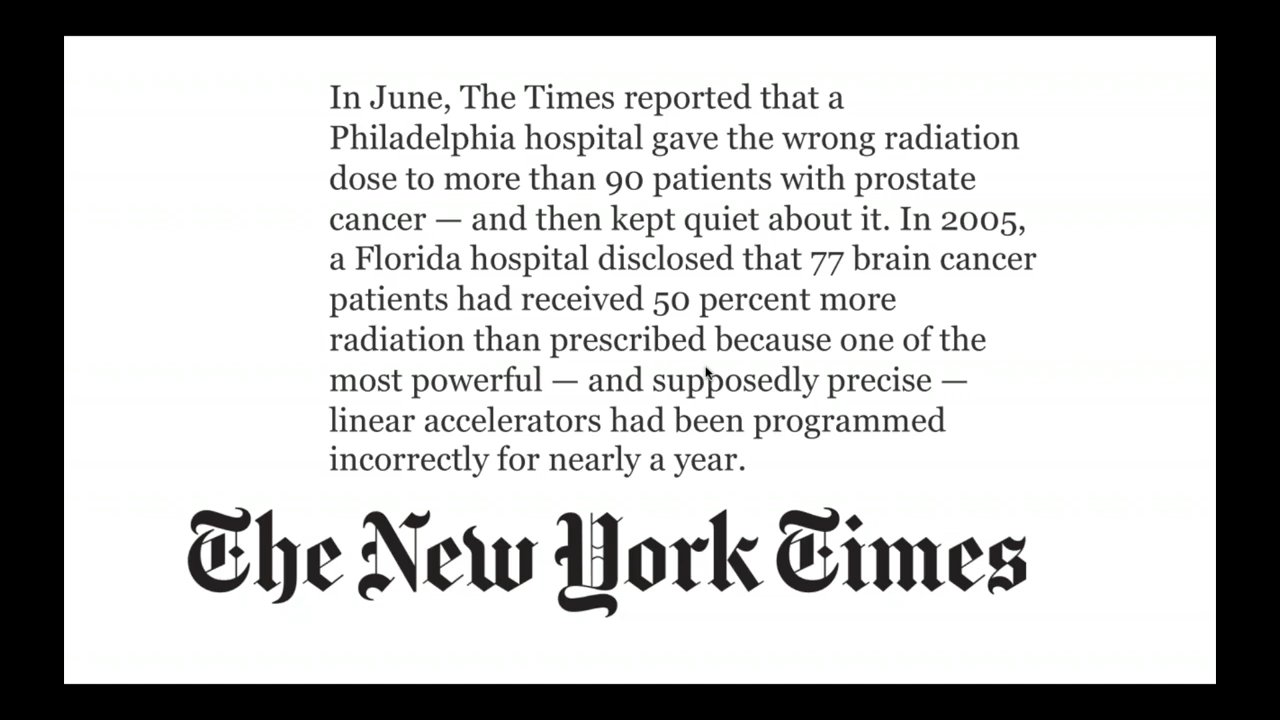 In June, The Times reported that a
Philadelphia hospital gave the wrong radiation
dose to more than 90 patients with prostate
cancer — and then kept quiet about it. In 2005,
a Florida hospital disclosed that 77 brain cancer
patients had received 50 percent more
radiation than prescribed because one of the
most powerful — and supposedly precise —
linear accelerators had been programmed
incorrectly for nearly a year.
The New York Times